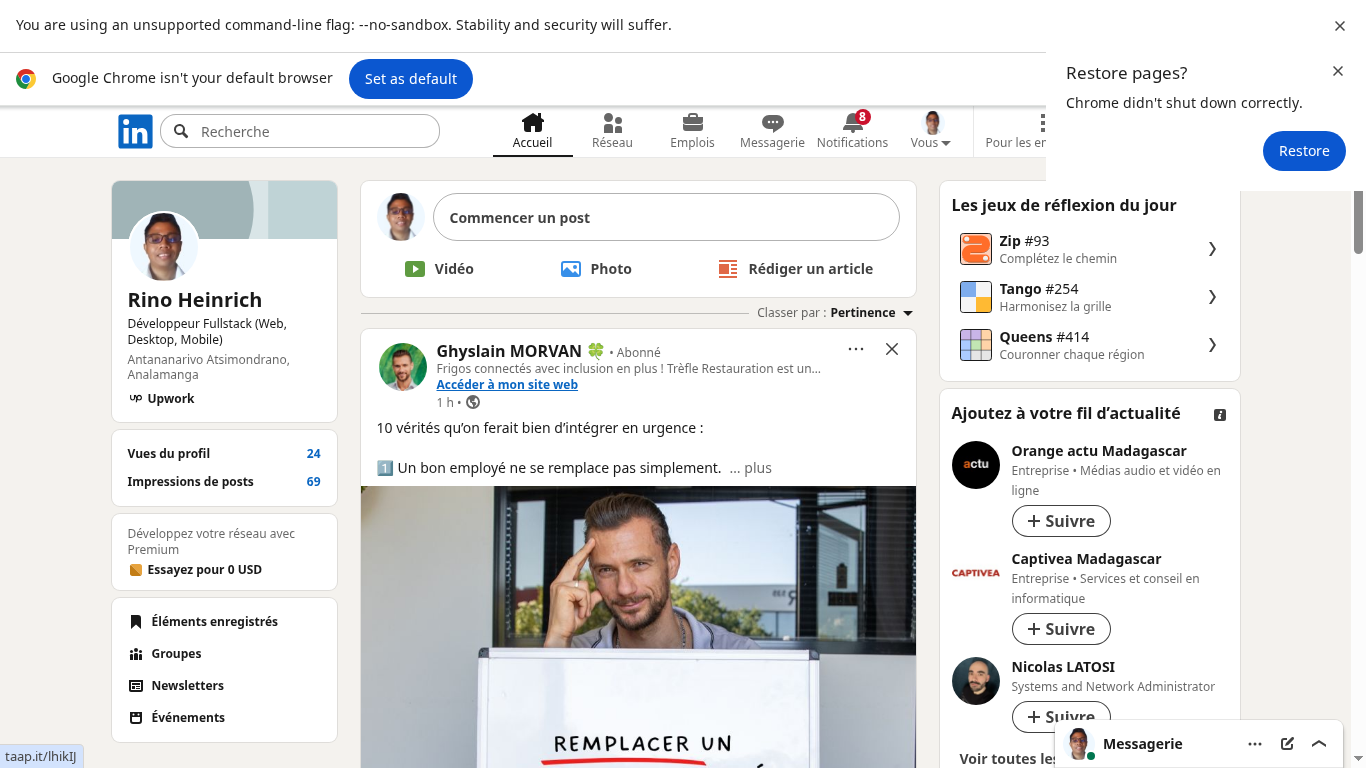 You are using an unsupported command-line flag: --no-sandbox. Stability and security will suffer.
Google Chrome isn't your default browser
Set as default
Restore pages?
Chrome didn't shut down correctly.
Restore
in
Recherche
Accueil
Réseau
Emplois
Messagerie
8
Notifications
Vous
Pour les en
Rino Heinrich
Développeur Fullstack (Web,
Desktop, Mobile)
Antananarivo Atsimondrano,
Analamanga
Upwork
Vues du profil 24
Impressions de posts 69
Développez votre réseau avec
Premium
Essayez pour 0 USD
Éléments enregistrés
Groupes
Newsletters
Événements
taap.it/lhikIJ
Commencer un post
Vidéo
Photo
Rédiger un article
Classer par : Pertinence
Ghyslain MORVAN 🍀 • Abonné
Frigos connectés avec inclusion en plus ! Trèfle Restauration est un...
Accéder à mon site web
1 h •
10 vérités qu’on ferait bien d’intégrer en urgence :
1️⃣ Un bon employé ne se remplace pas simplement. ... plus
REMPLACER UN
Les jeux de réflexion du jour
Zip #93
Complétez le chemin
Tango #254
Harmonisez la grille
Queens #414
Couronner chaque région
Ajoutez à votre fil d’actualité
actu
Orange actu Madagascar
Entreprise • Médias audio et vidéo en
ligne
+ Suivre
CAPTIVEA
Captivea Madagascar
Entreprise • Services et conseil en
informatique
+ Suivre
Nicolas LATOSI
Systems and Network Administrator
+ Suivre
Voir toutes les
Messagerie